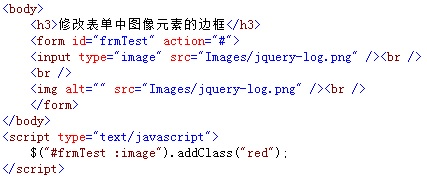 <body>
    <h3>修改表单中图像元素的边框</h3>
    <form id="frmTest" action="#">
    <input type="image" src="Images/jquery-log.png" /><br />
    <br />
    <img alt="" src="Images/jquery-log.png" /><br />
    </form>
</body>
<script type="text/javascript">
    $("#frmTest :image").addClass("red");
</script>